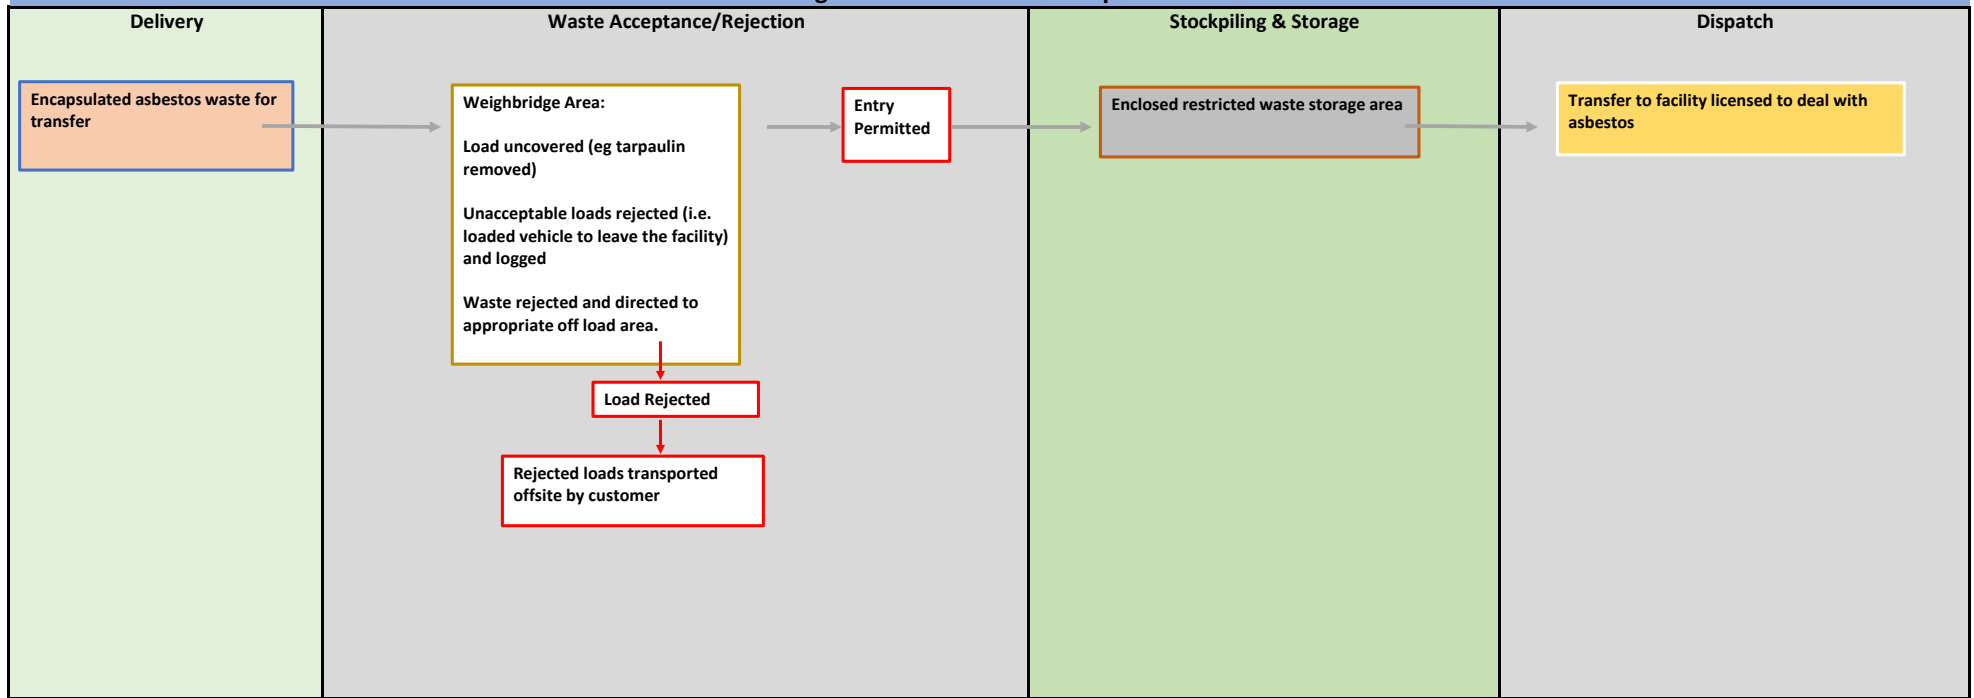 Delivery
Waste Acceptance/Rejection
Stockpiling & Storage
Dispatch
Encapsulated asbestos waste for
transfer
Weighbridge Area:
Load uncovered (eg tarpaulin
removed)
Unacceptable loads rejected (i.e.
loaded vehicle to leave the facility)
and logged
Waste rejected and directed to
appropriate off load area.
Entry
Permitted
Load Rejected
Rejected loads transported
offsite by customer
Enclosed restricted waste storage area
Transfer to facility licensed to deal with
asbestos